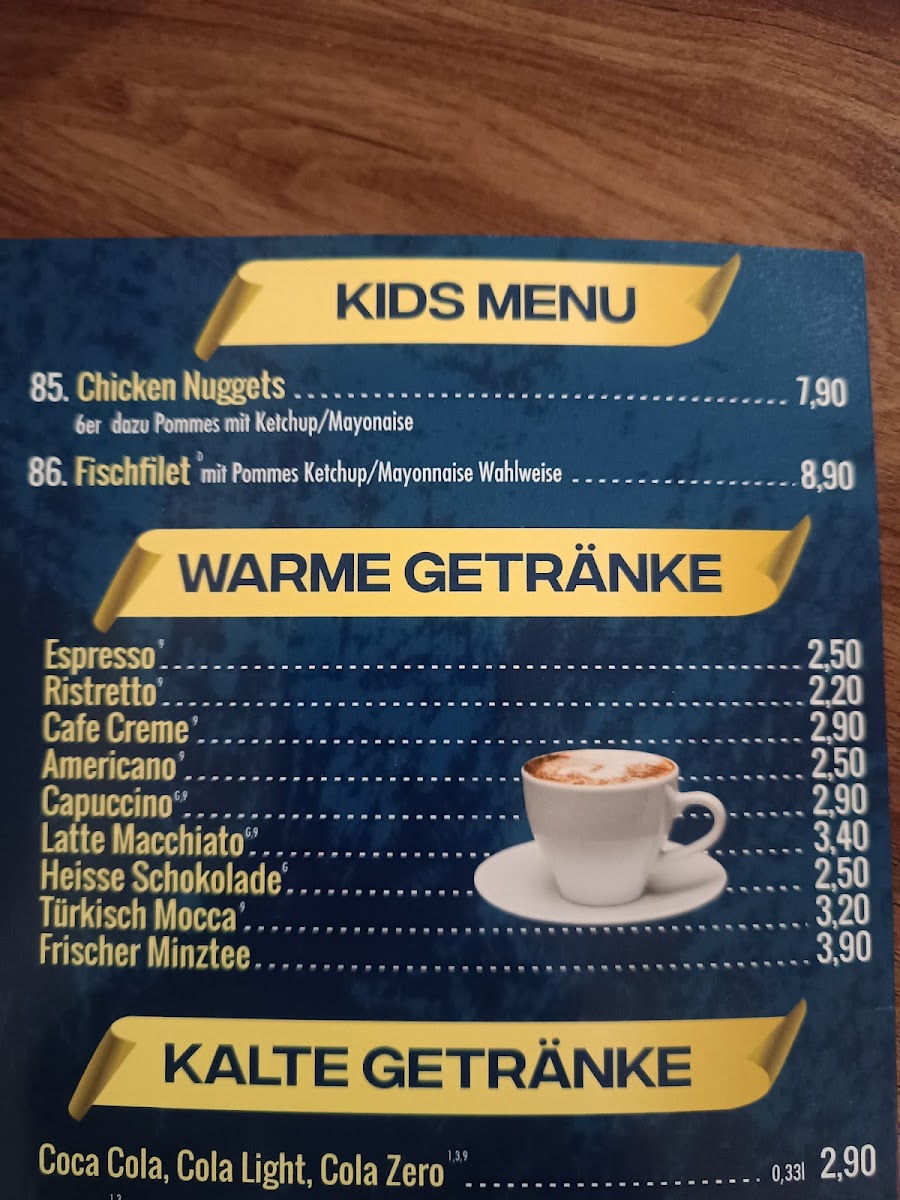 KIDS MENU
85. Chicken Nuggets 7,90
6er dazu Pommes mit Ketchup/Mayonaise
86. Fischfilet D mit Pommes Ketchup/Mayonnaise Wahlweise 8,90
WARME GETRÄNKE
Espresso 9 2,50
Ristretto 9 2,20
Cafe Creme 9 2,90
Americano 9 2,50
Capuccino G,9 2,90
Latte Macchiato G,9 3,40
Heisse Schokolade G 2,50
Türkisch Mocca 9 3,20
Frischer Minztee 3,90
KALTE GETRÄNKE
Coca Cola, Cola Light, Cola Zero 1,3,9 0,33l 2,90